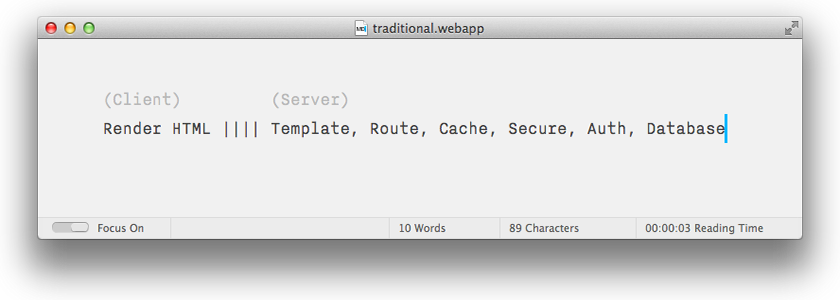 traditional.webapp
(Client) (Server)
Render HTML |||| Template, Route, Cache, Secure, Auth, Database
Focus On 10 Words 89 Characters 00:00:03 Reading Time